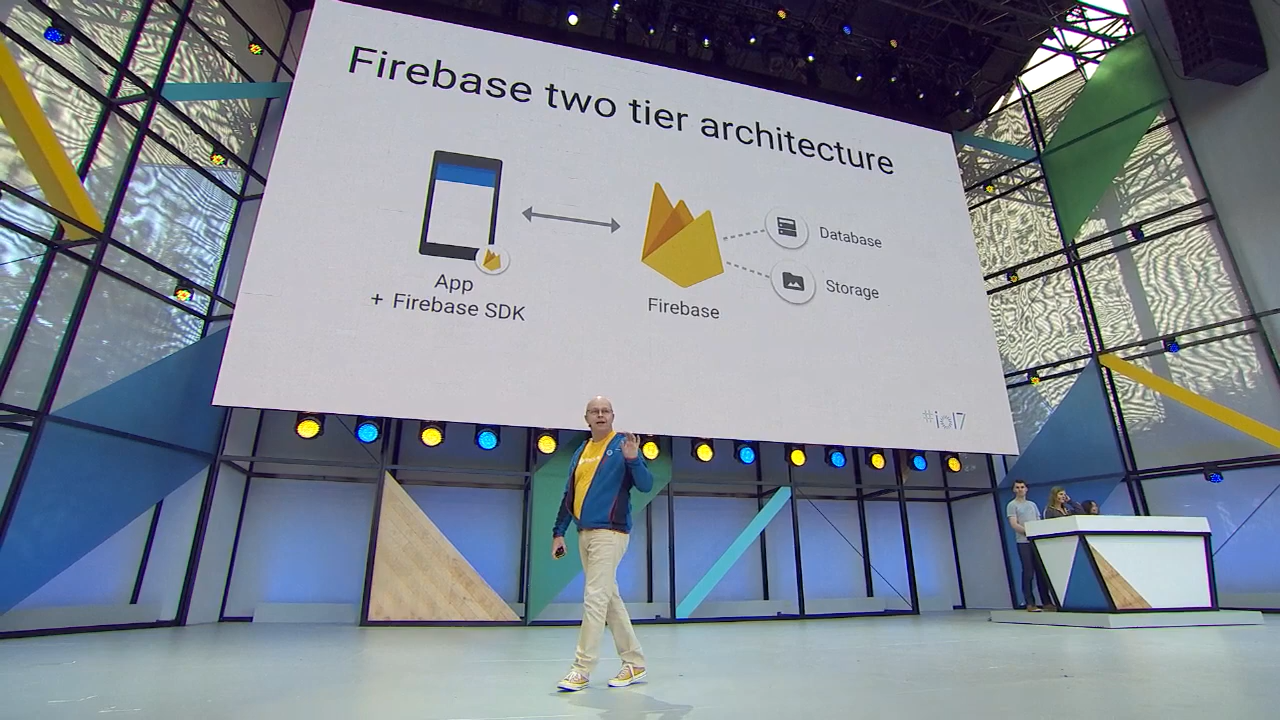 Firebase two tier architecture
App
+ Firebase SDK
Firebase
Database
Storage
#io17